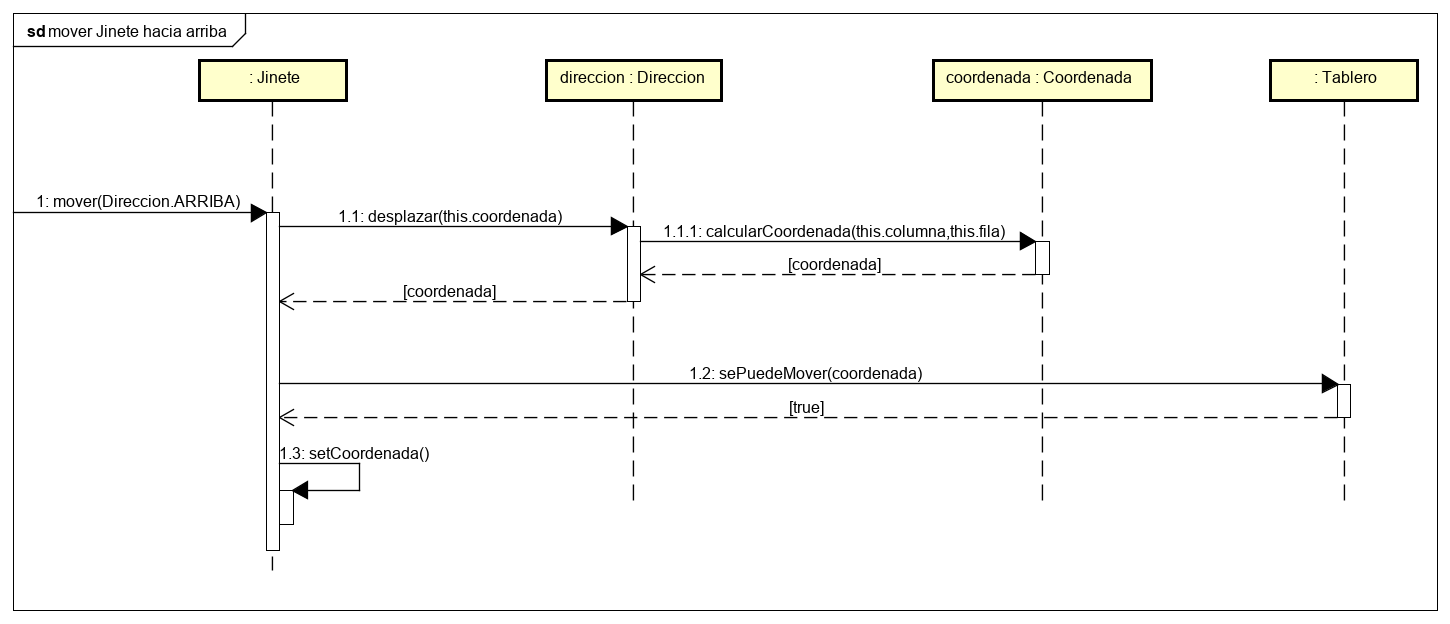 sd mover Jinete hacia arriba
: Jinete
direccion : Direccion
coordenada : Coordenada
: Tablero
1: mover(Direccion.ARRIBA)
1.1: desplazar(this.coordenada)
1.1.1: calcularCoordenada(this.columna,this.fila)
[coordenada]
[coordenada]
1.2: sePuedeMover(coordenada)
[true]
1.3: setCoordenada()